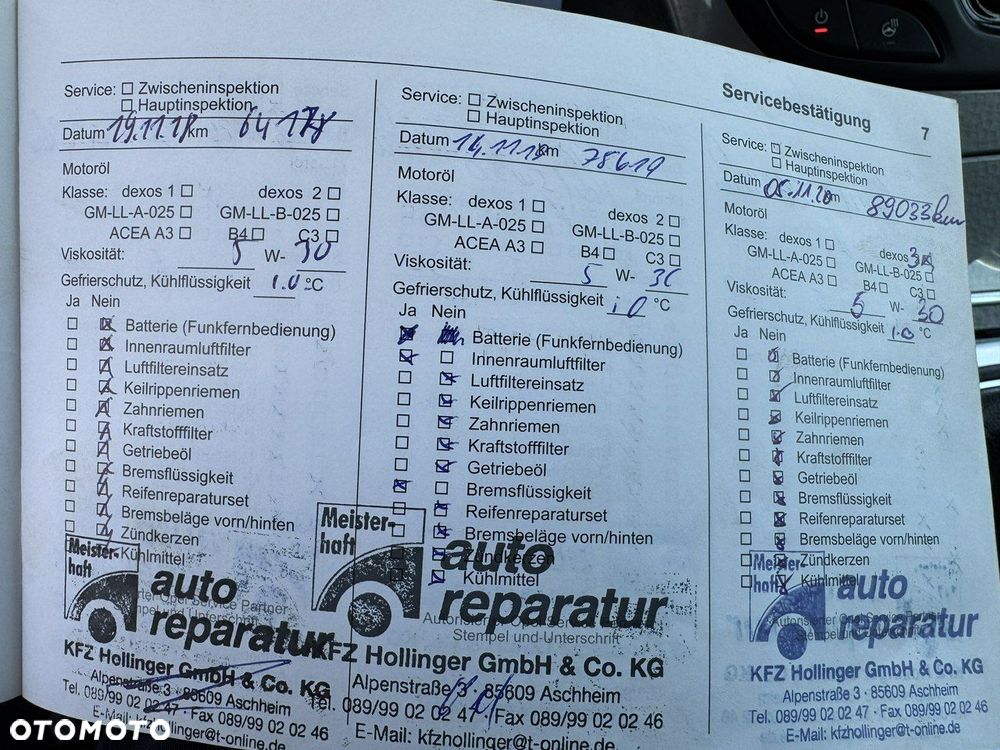 Servicebestätigung 7
Service: Zwischeninspektion
Hauptinspektion
Datum 19.11.18 km 64178
Motoröl
Klasse: dexos 1 dexos 2
GM-LL-A-025 GM-LL-B-025
ACEA A3 B4 C3
Viskosität: 5 W- 30
Gefrierschutz, Kühlflüssigkeit i.O °C
Ja Nein
Batterie (Funkfernbedienung)
Innenraumluftfilter
Luftfiltereinsatz
Keilrippenriemen
Zahnriemen
Kraftstofffilter
Getriebeöl
Bremsflüssigkeit
Reifenreparaturset
Bremsbeläge vorn/hinten
Zündkerzen
Kühlmittel
Meister-
haft
auto
reparatur
Service Partner
KFZ Hollinger GmbH & Co. KG
Alpenstraße 3 · 85609 Aschheim
Tel. 089/99 02 02 47 · Fax 089/99 02 02 46
E-Mail: kfzhollinger@t-online.de
Service: Zwischeninspektion
Hauptinspektion
Datum 14.11.19 km 78619
Motoröl
Klasse: dexos 1 dexos 2
GM-LL-A-025 GM-LL-B-025
ACEA A3 B4 C3
Viskosität: 5 W- 30
Gefrierschutz, Kühlflüssigkeit i.O °C
Ja Nein
Batterie (Funkfernbedienung)
Innenraumluftfilter
Luftfiltereinsatz
Keilrippenriemen
Zahnriemen
Kraftstofffilter
Getriebeöl
Bremsflüssigkeit
Reifenreparaturset
Bremsbeläge vorn/hinten
Zündkerzen
Kühlmittel
Meister-
haft
auto
reparatur
Stempel und Unterschrift
KFZ Hollinger GmbH & Co. KG
Alpenstraße 3 · 85609 Aschheim
Tel. 089/99 02 02 47 · Fax 089/99 02 02 46
E-Mail: kfzhollinger@t-online.de
Service: Zwischeninspektion
Hauptinspektion
Datum 05.11.20 km 89033 km
Motoröl
Klasse: dexos 1 dexos
GM-LL-A-025 GM-LL-B-025
ACEA A3 B4 C3
Viskosität: 5 W- 30
Gefrierschutz, Kühlflüssigkeit i.O °C
Ja Nein
Batterie (Funkfernbedienung)
Innenraumluftfilter
Luftfiltereinsatz
Keilrippenriemen
Zahnriemen
Kraftstofffilter
Getriebeöl
Bremsflüssigkeit
Reifenreparaturset
Bremsbeläge vorn/hinten
Zündkerzen
Kühlmittel
Meister-
haft
auto
reparatur
KFZ Hollinger GmbH & Co. KG
Alpenstraße 3 · 85609 Aschheim
Tel. 089/99 02 02 47 · Fax 089/99 02 02 46
E-Mail: kfzhollinger@t-online.de
OTOMOTO